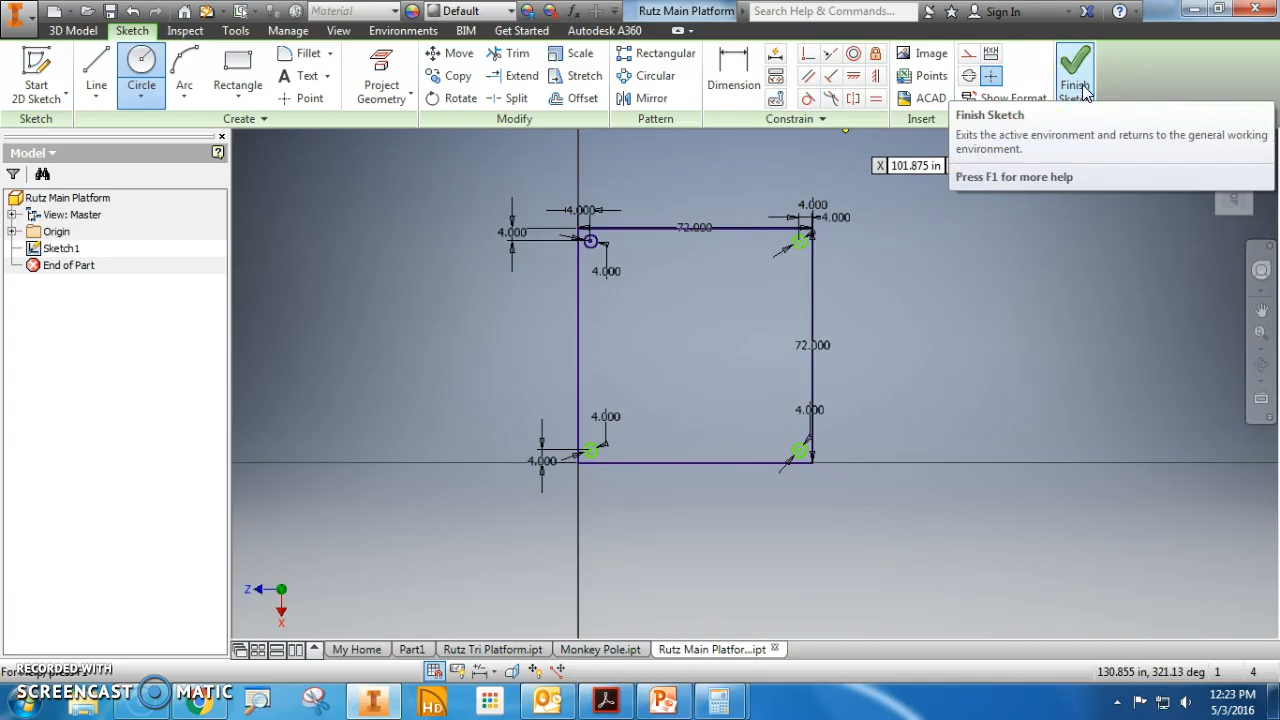 Material
Default
Rutz Main Platform
Search Help & Commands...
Sign In
3D Model
Sketch
Inspect
Tools
Manage
View
Environments
BIM
Get Started
Autodesk A360
Start
2D Sketch
Line
Circle
Arc
Rectangle
Fillet
Text
Point
Project
Geometry
Move
Trim
Scale
Copy
Extend
Stretch
Rotate
Split
Offset
Rectangular
Circular
Mirror
Dimension
Image
Points
ACAD
Show Format
Finish
Sketch
Create
Modify
Pattern
Constrain
Insert
Finish Sketch
Exits the active environment and returns to the general working
environment.
Press F1 for more help
Model
Rutz Main Platform
View: Master
Origin
Sketch1
End of Part
X 101.875 in
4.000
4.000
4.000
4.000
72.000
4.000
72.000
4.000
4.000
4.000
Z
X
My Home
Part1
Rutz Tri Platform.ipt
Monkey Pole.ipt
Rutz Main Platfor...ipt
130.855 in, 321.13 deg 1 4
RECORDED WITH
SCREENCAST MATIC
12:23 PM
5/3/2016